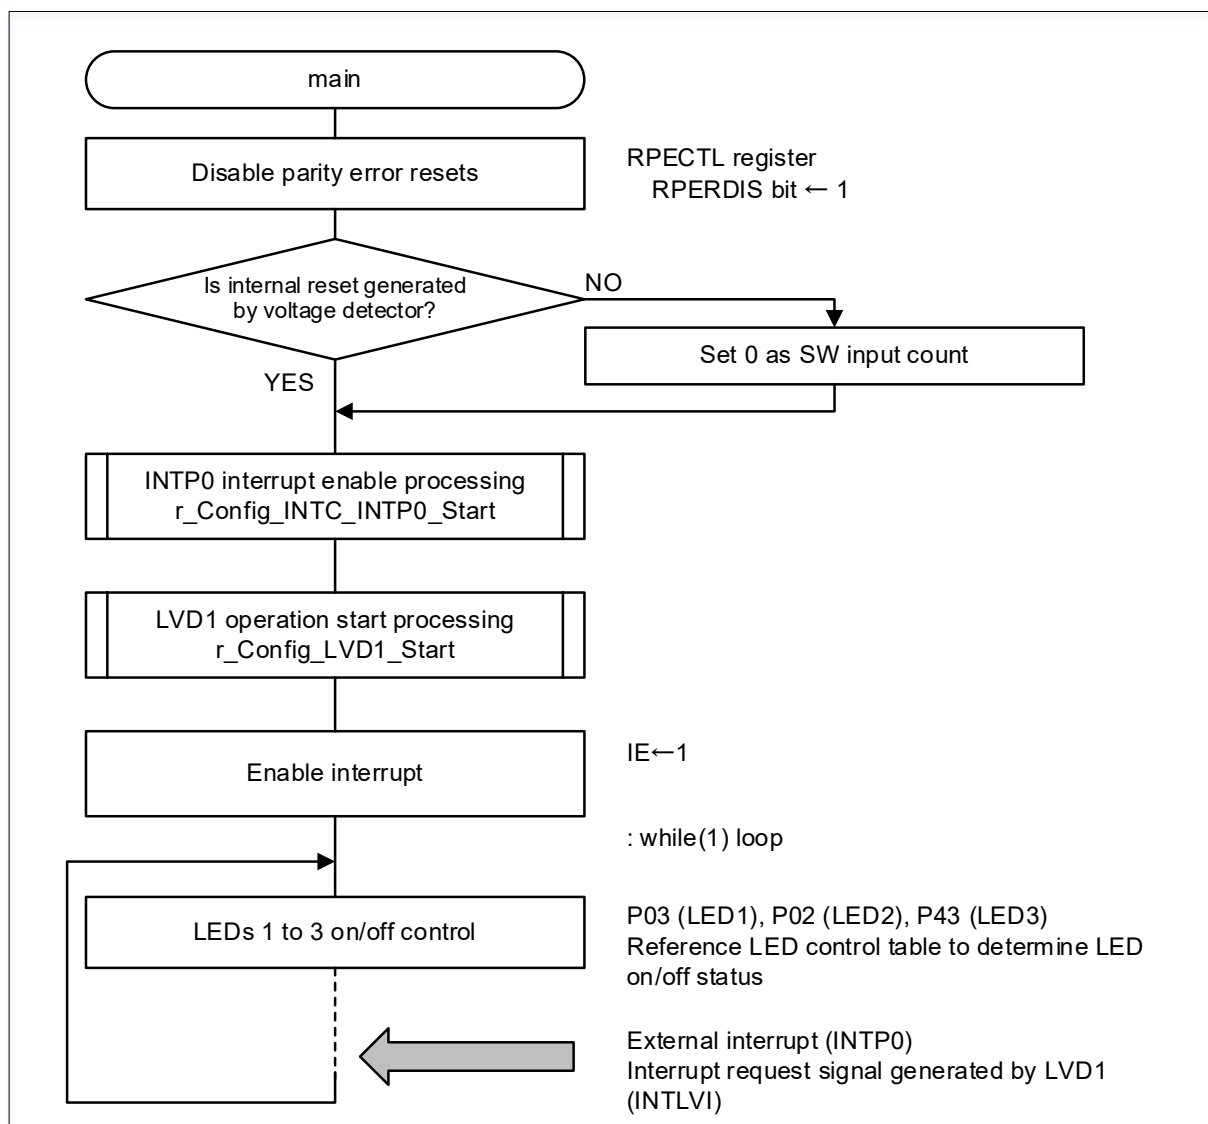 main
Disable parity error resets
RPECTL register
RPERDIS bit ← 1
Is internal reset generated
by voltage detector?
NO
Set 0 as SW input count
YES
INTP0 interrupt enable processing
r_Config_INTC_INTP0_Start
LVD1 operation start processing
r_Config_LVD1_Start
Enable interrupt
IE←1
: while(1) loop
LEDs 1 to 3 on/off control
P03 (LED1), P02 (LED2), P43 (LED3)
Reference LED control table to determine LED
on/off status
External interrupt (INTP0)
Interrupt request signal generated by LVD1
(INTLVI)